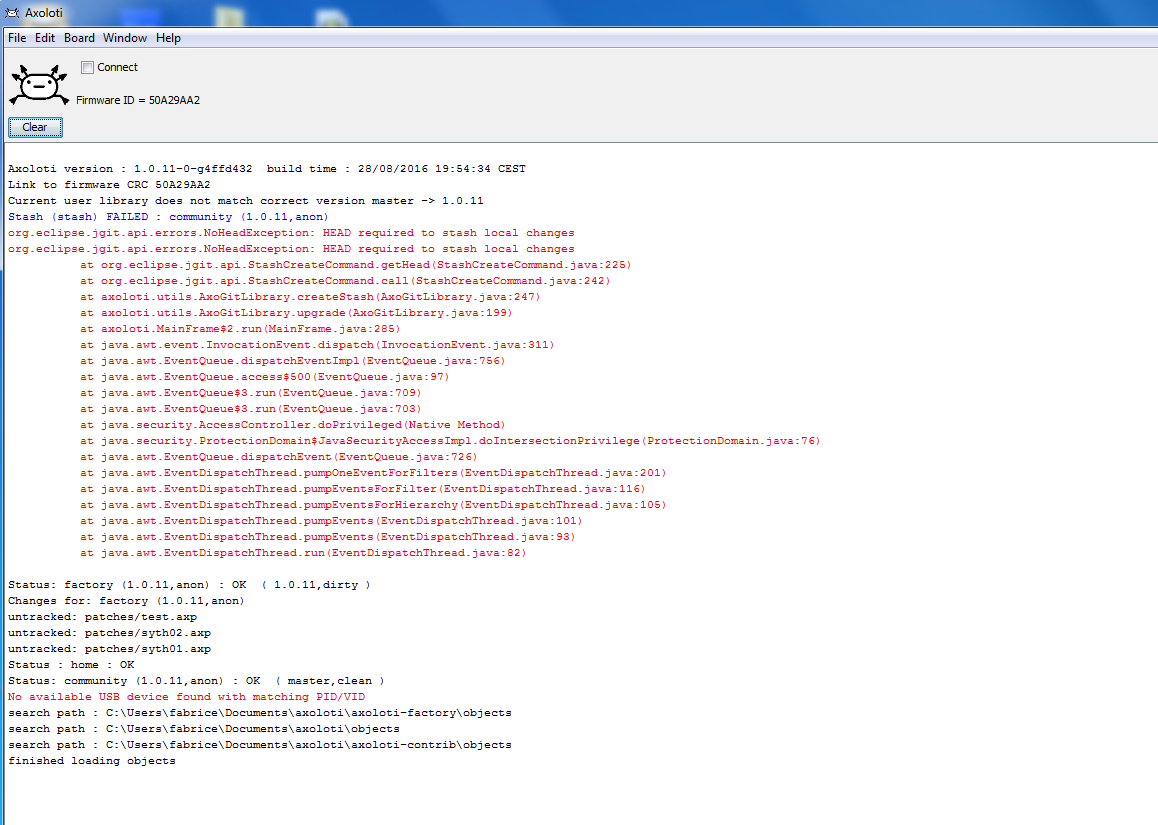 Axoloti
File Edit Board Window Help
Connect
Firmware ID = 50A29AA2
Clear
Axoloti version : 1.0.11-0-g4ffd432  build time : 28/08/2016 19:54:34 CEST
Link to firmware CRC 50A29AA2
Current user library does not match correct version master -> 1.0.11
Stash (stash) FAILED : community (1.0.11,anon)
org.eclipse.jgit.api.errors.NoHeadException: HEAD required to stash local changes
org.eclipse.jgit.api.errors.NoHeadException: HEAD required to stash local changes
at org.eclipse.jgit.api.StashCreateCommand.getHead(StashCreateCommand.java:225)
at org.eclipse.jgit.api.StashCreateCommand.call(StashCreateCommand.java:242)
at axoloti.utils.AxoGitLibrary.createStash(AxoGitLibrary.java:247)
at axoloti.utils.AxoGitLibrary.upgrade(AxoGitLibrary.java:199)
at axoloti.MainFrame$2.run(MainFrame.java:285)
at java.awt.event.InvocationEvent.dispatch(InvocationEvent.java:311)
at java.awt.EventQueue.dispatchEventImpl(EventQueue.java:756)
at java.awt.EventQueue.access$500(EventQueue.java:97)
at java.awt.EventQueue$3.run(EventQueue.java:709)
at java.awt.EventQueue$3.run(EventQueue.java:703)
at java.security.AccessController.doPrivileged(Native Method)
at java.security.ProtectionDomain$JavaSecurityAccessImpl.doIntersectionPrivilege(ProtectionDomain.java:76)
at java.awt.EventQueue.dispatchEvent(EventQueue.java:726)
at java.awt.EventDispatchThread.pumpOneEventForFilters(EventDispatchThread.java:201)
at java.awt.EventDispatchThread.pumpEventsForFilter(EventDispatchThread.java:116)
at java.awt.EventDispatchThread.pumpEventsForHierarchy(EventDispatchThread.java:105)
at java.awt.EventDispatchThread.pumpEvents(EventDispatchThread.java:101)
at java.awt.EventDispatchThread.pumpEvents(EventDispatchThread.java:93)
at java.awt.EventDispatchThread.run(EventDispatchThread.java:82)
Status: factory (1.0.11,anon) : OK  ( 1.0.11,dirty )
Changes for: factory (1.0.11,anon)
untracked: patches/test.axp
untracked: patches/syth02.axp
untracked: patches/syth01.axp
Status : home : OK
Status: community (1.0.11,anon) : OK  ( master,clean )
No available USB device found with matching PID/VID
search path : C:\Users\fabrice\Documents\axoloti\axoloti-factory\objects
search path : C:\Users\fabrice\Documents\axoloti\objects
search path : C:\Users\fabrice\Documents\axoloti\axoloti-contrib\objects
finished loading objects